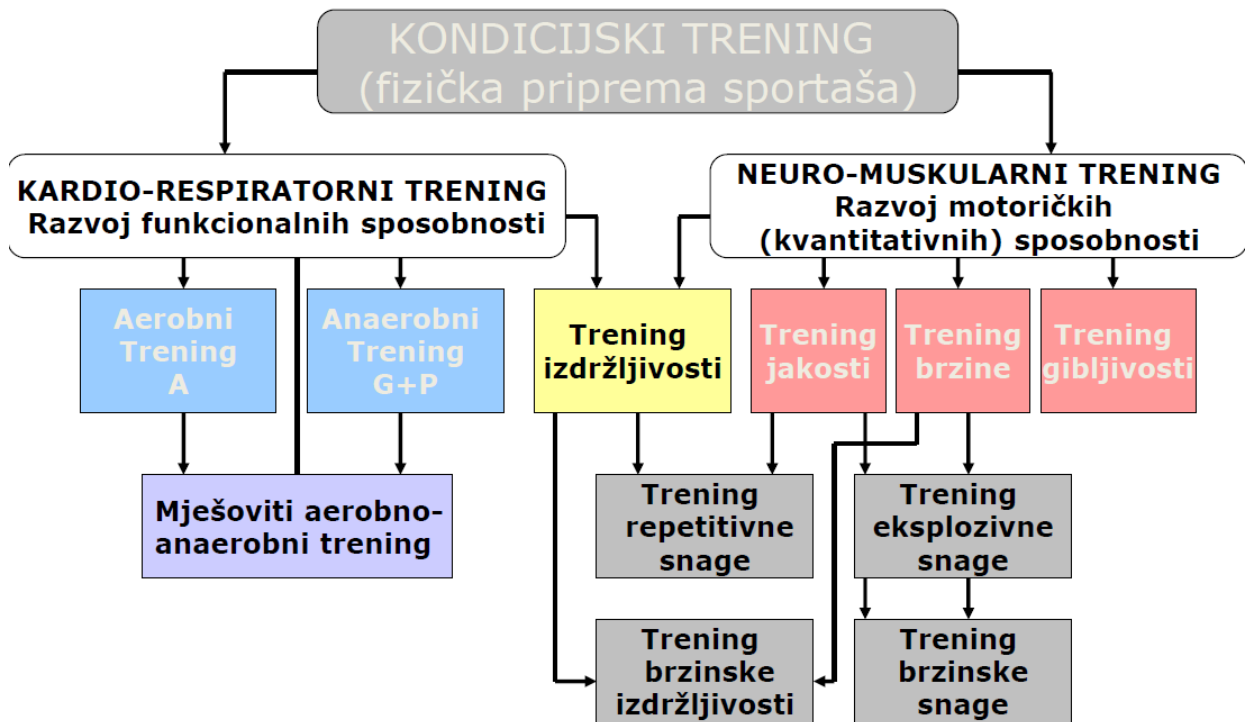 KONDICIJSKI TRENING
(fizička priprema sportaša)
KARDIO-RESPIRATORNI TRENING
Razvoj funkcionalnih sposobnosti
NEURO-MUSKULARNI TRENING
Razvoj motoričkih
(kvantitativnih) sposobnosti
Aerobni
Trening
A
Anaerobni
Trening
G+P
Trening
izdržljivosti
Trening
jakosti
Trening
brzine
Trening
gibljivosti
Mješoviti aerobno-
anaerobni trening
Trening
repetitivne
snage
Trening
eksplozivne
snage
Trening
brzinske
izdržljivosti
Trening
brzinske
snage